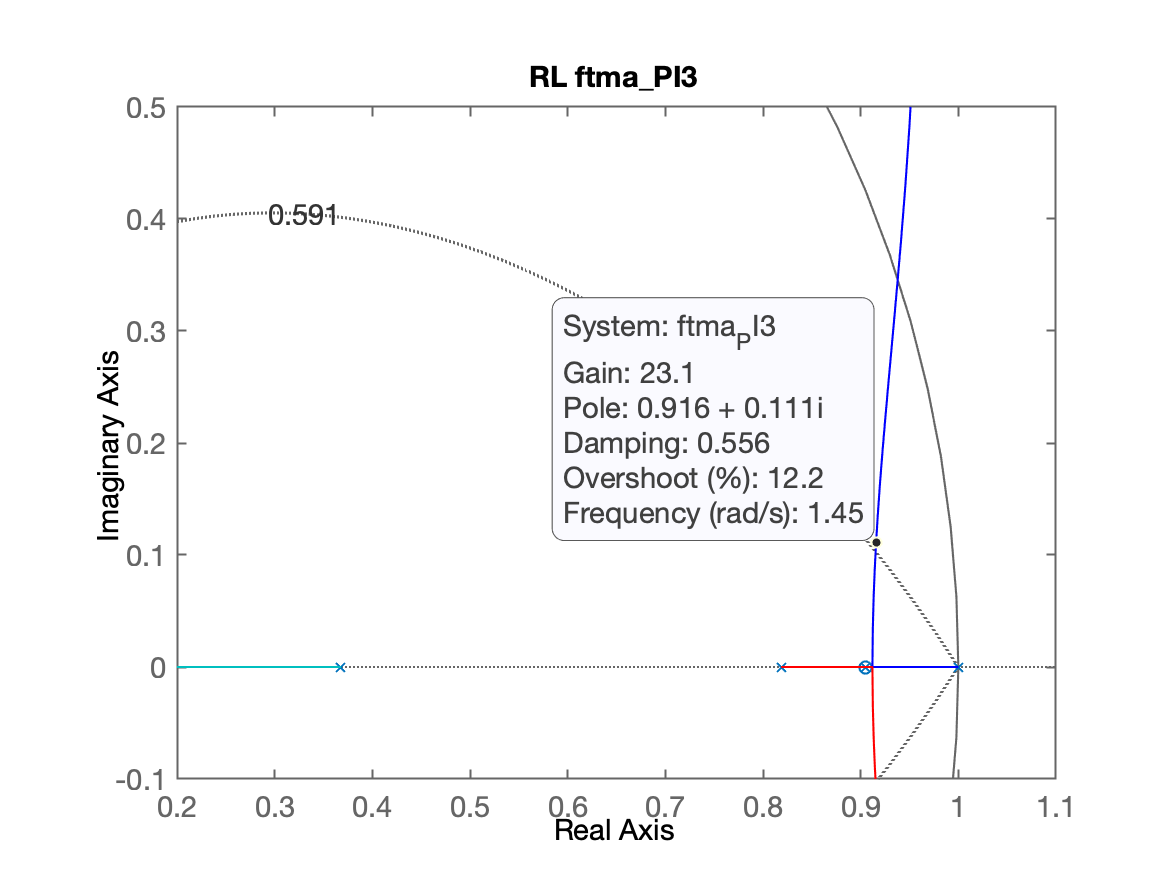 RL ftma_PI3
0.5
0.4
0.3
0.2
0.1
0
-0.1
Imaginary Axis
0.591
System: ftmaPI3
Gain: 23.1
Pole: 0.916 + 0.111i
Damping: 0.556
Overshoot (%): 12.2
Frequency (rad/s): 1.45
0.2 0.3 0.4 0.5 0.6 0.7 0.8 0.9 1 1.1
Real Axis